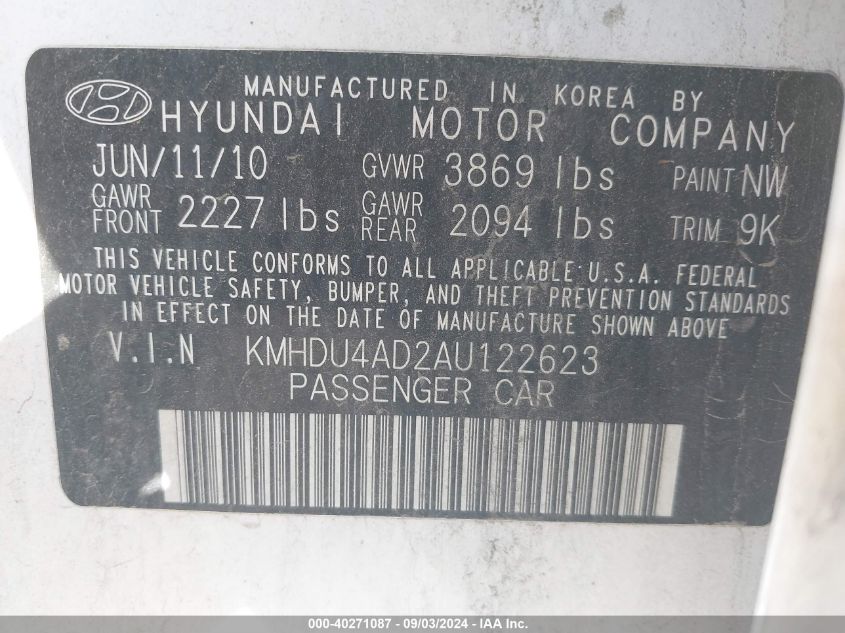 MANUFACTURED IN KOREA BY
HYUNDAI MOTOR COMPANY
JUN/11/10 GVWR 3869 lbs PAINT NW
GAWR FRONT 2227 lbs GAWR REAR 2094 lbs TRIM 9K
THIS VEHICLE CONFORMS TO ALL APPLICABLE U.S.A. FEDERAL
MOTOR VEHICLE SAFETY, BUMPER, AND THEFT PREVENTION STANDARDS
IN EFFECT ON THE DATE OF MANUFACTURE SHOWN ABOVE
V.I.N KMHDU4AD2AU122623
PASSENGER CAR
000-40271087 - 09/03/2024 - IAAI.COM